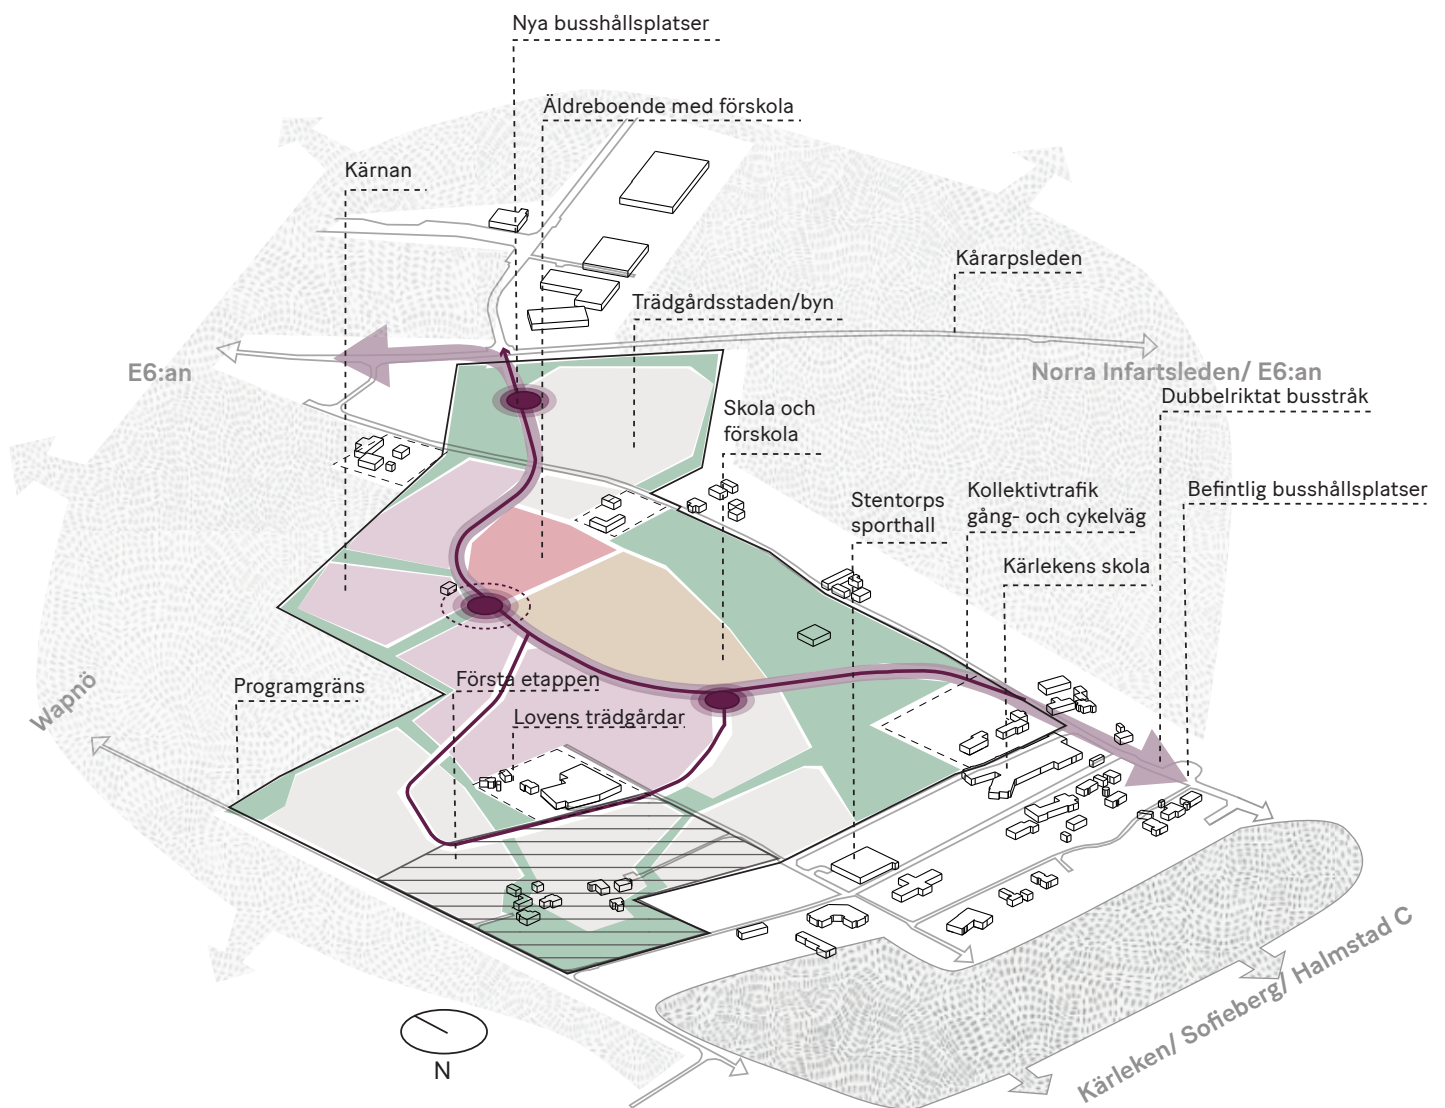 Nya busshållsplatser
Äldreboende med förskola
Kärnan
Kårarpsleden
Trädgårdsstaden/byn
E6:an
Norra Infartsleden/ E6:an
Dubbelriktat busstråk
Skola och
förskola
Stentorps
sporthall
Kollektivtrafik
gång- och cykelväg
Befintlig busshållsplatser
Kärlekens skola
Programgräns
Första etappen
Wapnö
Lovens trädgårdar
Kärleken/ Sofieberg/ Halmstad C
N